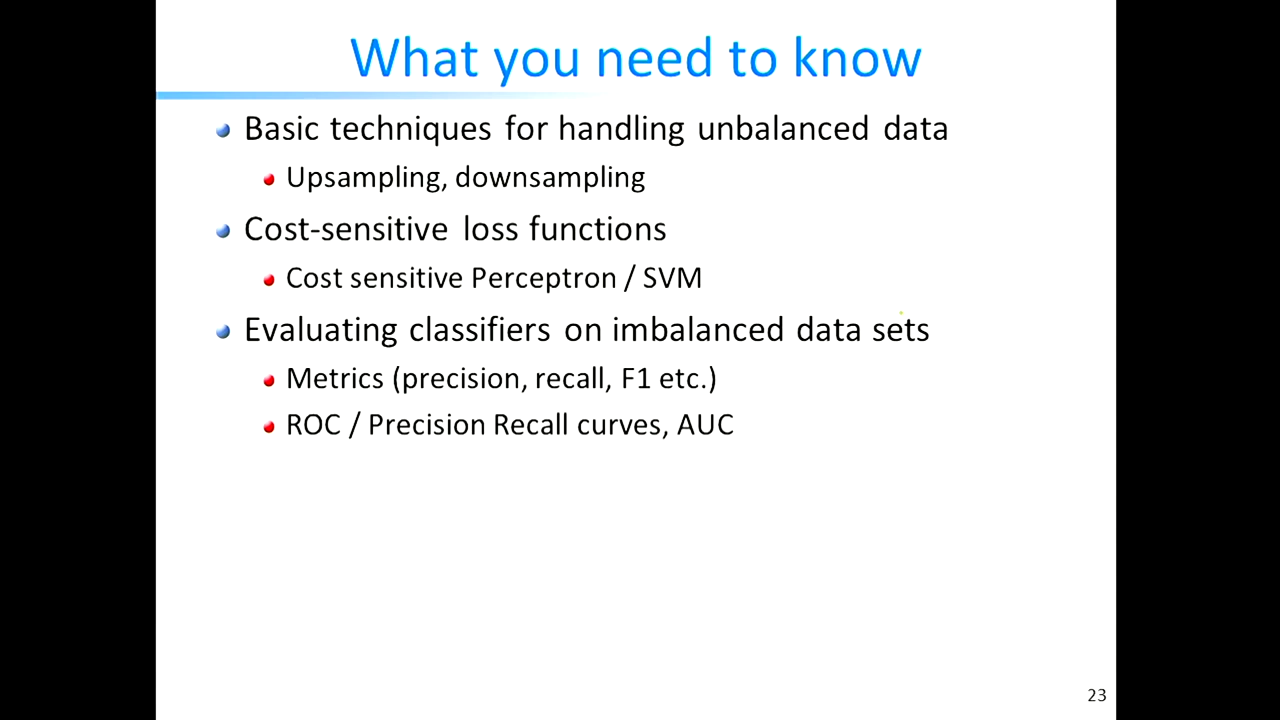 What you need to know
Basic techniques for handling unbalanced data
Upsampling, downsampling
Cost-sensitive loss functions
Cost sensitive Perceptron / SVM
Evaluating classifiers on imbalanced data sets
Metrics (precision, recall, F1 etc.)
ROC / Precision Recall curves, AUC
23